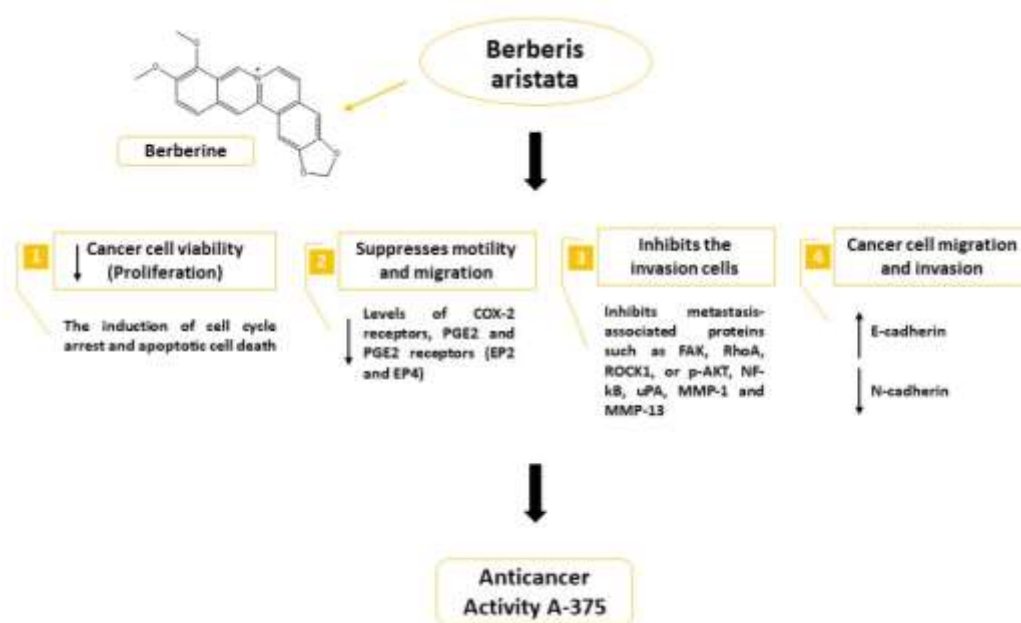 Berberis
aristata
Berberine
1
Cancer cell viability
(Proliferation)
The induction of cell cycle
arrest and apoptotic cell death
2
Suppresses motility
and migration
Levels of COX-2
receptors, PGE2 and
PGE2 receptors (EP2
and EP4)
3
Inhibits the
invasion cells
Inhibits metastasis-
associated proteins
such as FAK, RhoA,
ROCK1, or p-AKT, NF-
kB, uPA, MMP-1 and
MMP-13
4
Cancer cell migration
and invasion
E-cadherin
N-cadherin
Anticancer
Activity A-375